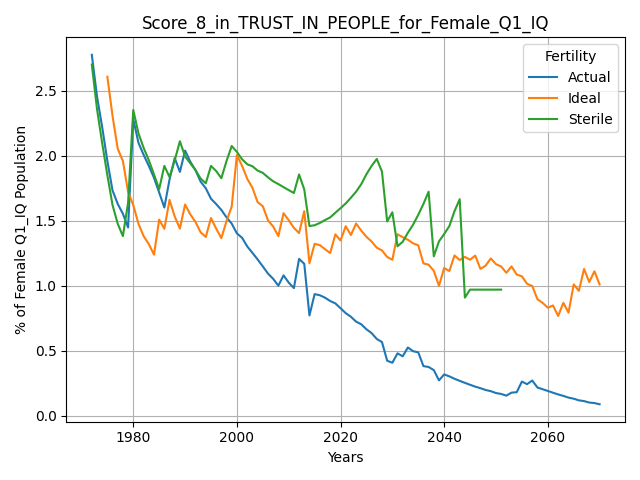 Score_8_in_TRUST_IN_PEOPLE_for_Female_Q1_IQ
Fertility
Actual
Ideal
Sterile
% of Female Q1_IQ Population
2.5
2.0
1.5
1.0
0.5
0.0
1980 2000 2020 2040 2060
Years